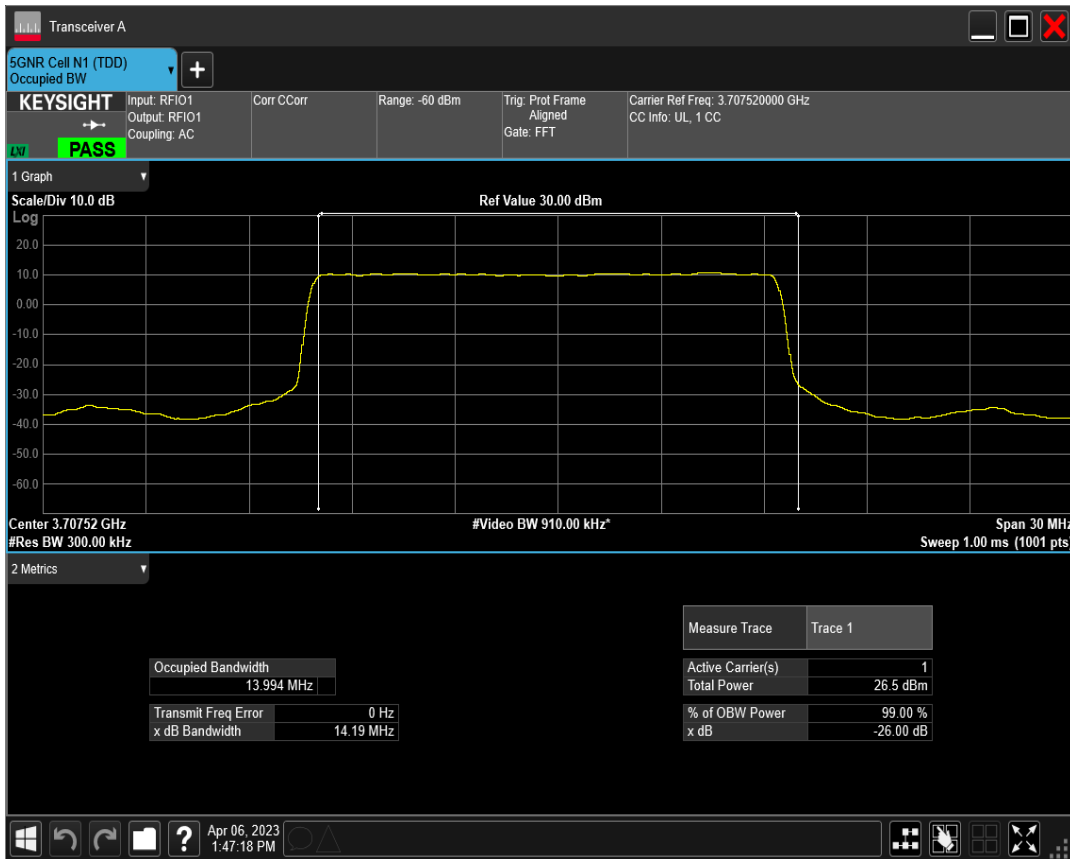 Transceiver A
5GNR Cell N1 (TDD)
Occupied BW
+
KEYSIGHT
LXI
PASS
Input: RFIO1
Output: RFIO1
Coupling: AC
Corr CCorr
Range: -60 dBm
Trig: Prot Frame
Aligned
Gate: FFT
Carrier Ref Freq: 3.707520000 GHz
CC Info: UL, 1 CC
1 Graph
Scale/Div 10.0 dB
Ref Value 30.00 dBm
Log
20.0
10.0
0.00
-10.0
-20.0
-30.0
-40.0
-50.0
-60.0
Center 3.70752 GHz
#Video BW 910.00 kHz*
Span 30 MHz
#Res BW 300.00 kHz
Sweep 1.00 ms (1001 pts)
2 Metrics
Measure Trace Trace 1
Occupied Bandwidth
13.994 MHz
Transmit Freq Error 0 Hz
x dB Bandwidth 14.19 MHz
Active Carrier(s) 1
Total Power 26.5 dBm
% of OBW Power 99.00 %
x dB -26.00 dB
?
Apr 06, 2023
1:47:18 PM